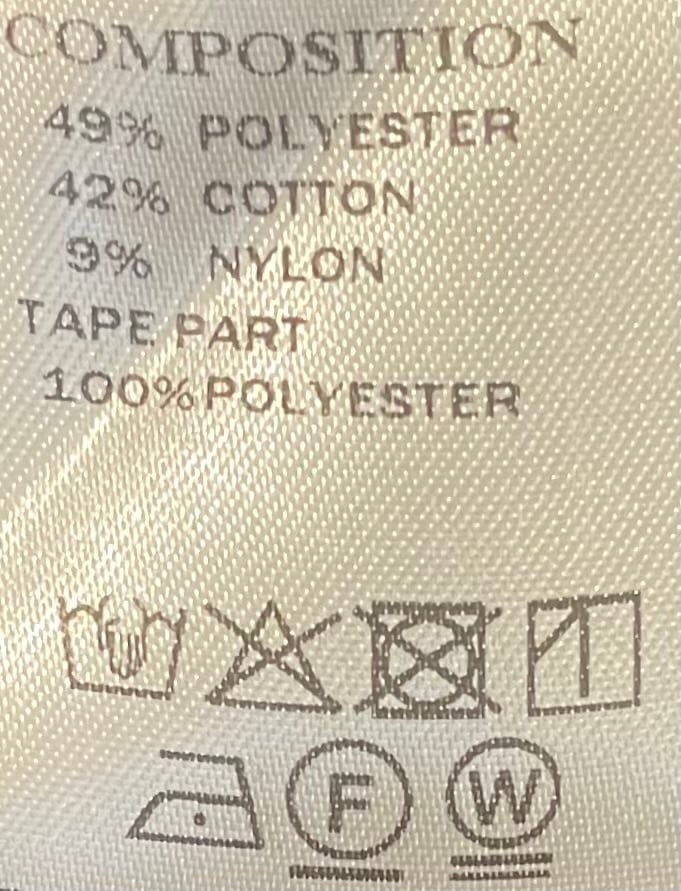 COMPOSITION
49% POLYESTER
42% COTTON
9% NYLON
TAPE PART
100% POLYESTER
F W